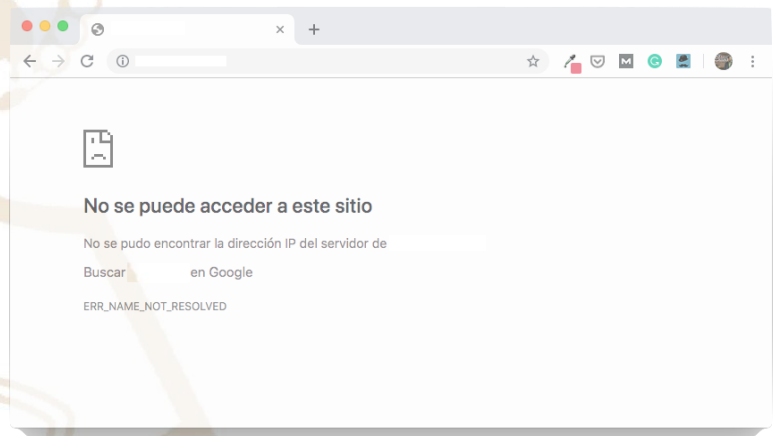 No se puede acceder a este sitio
No se pudo encontrar la dirección IP del servidor de
Buscar en Google
ERR_NAME_NOT_RESOLVED